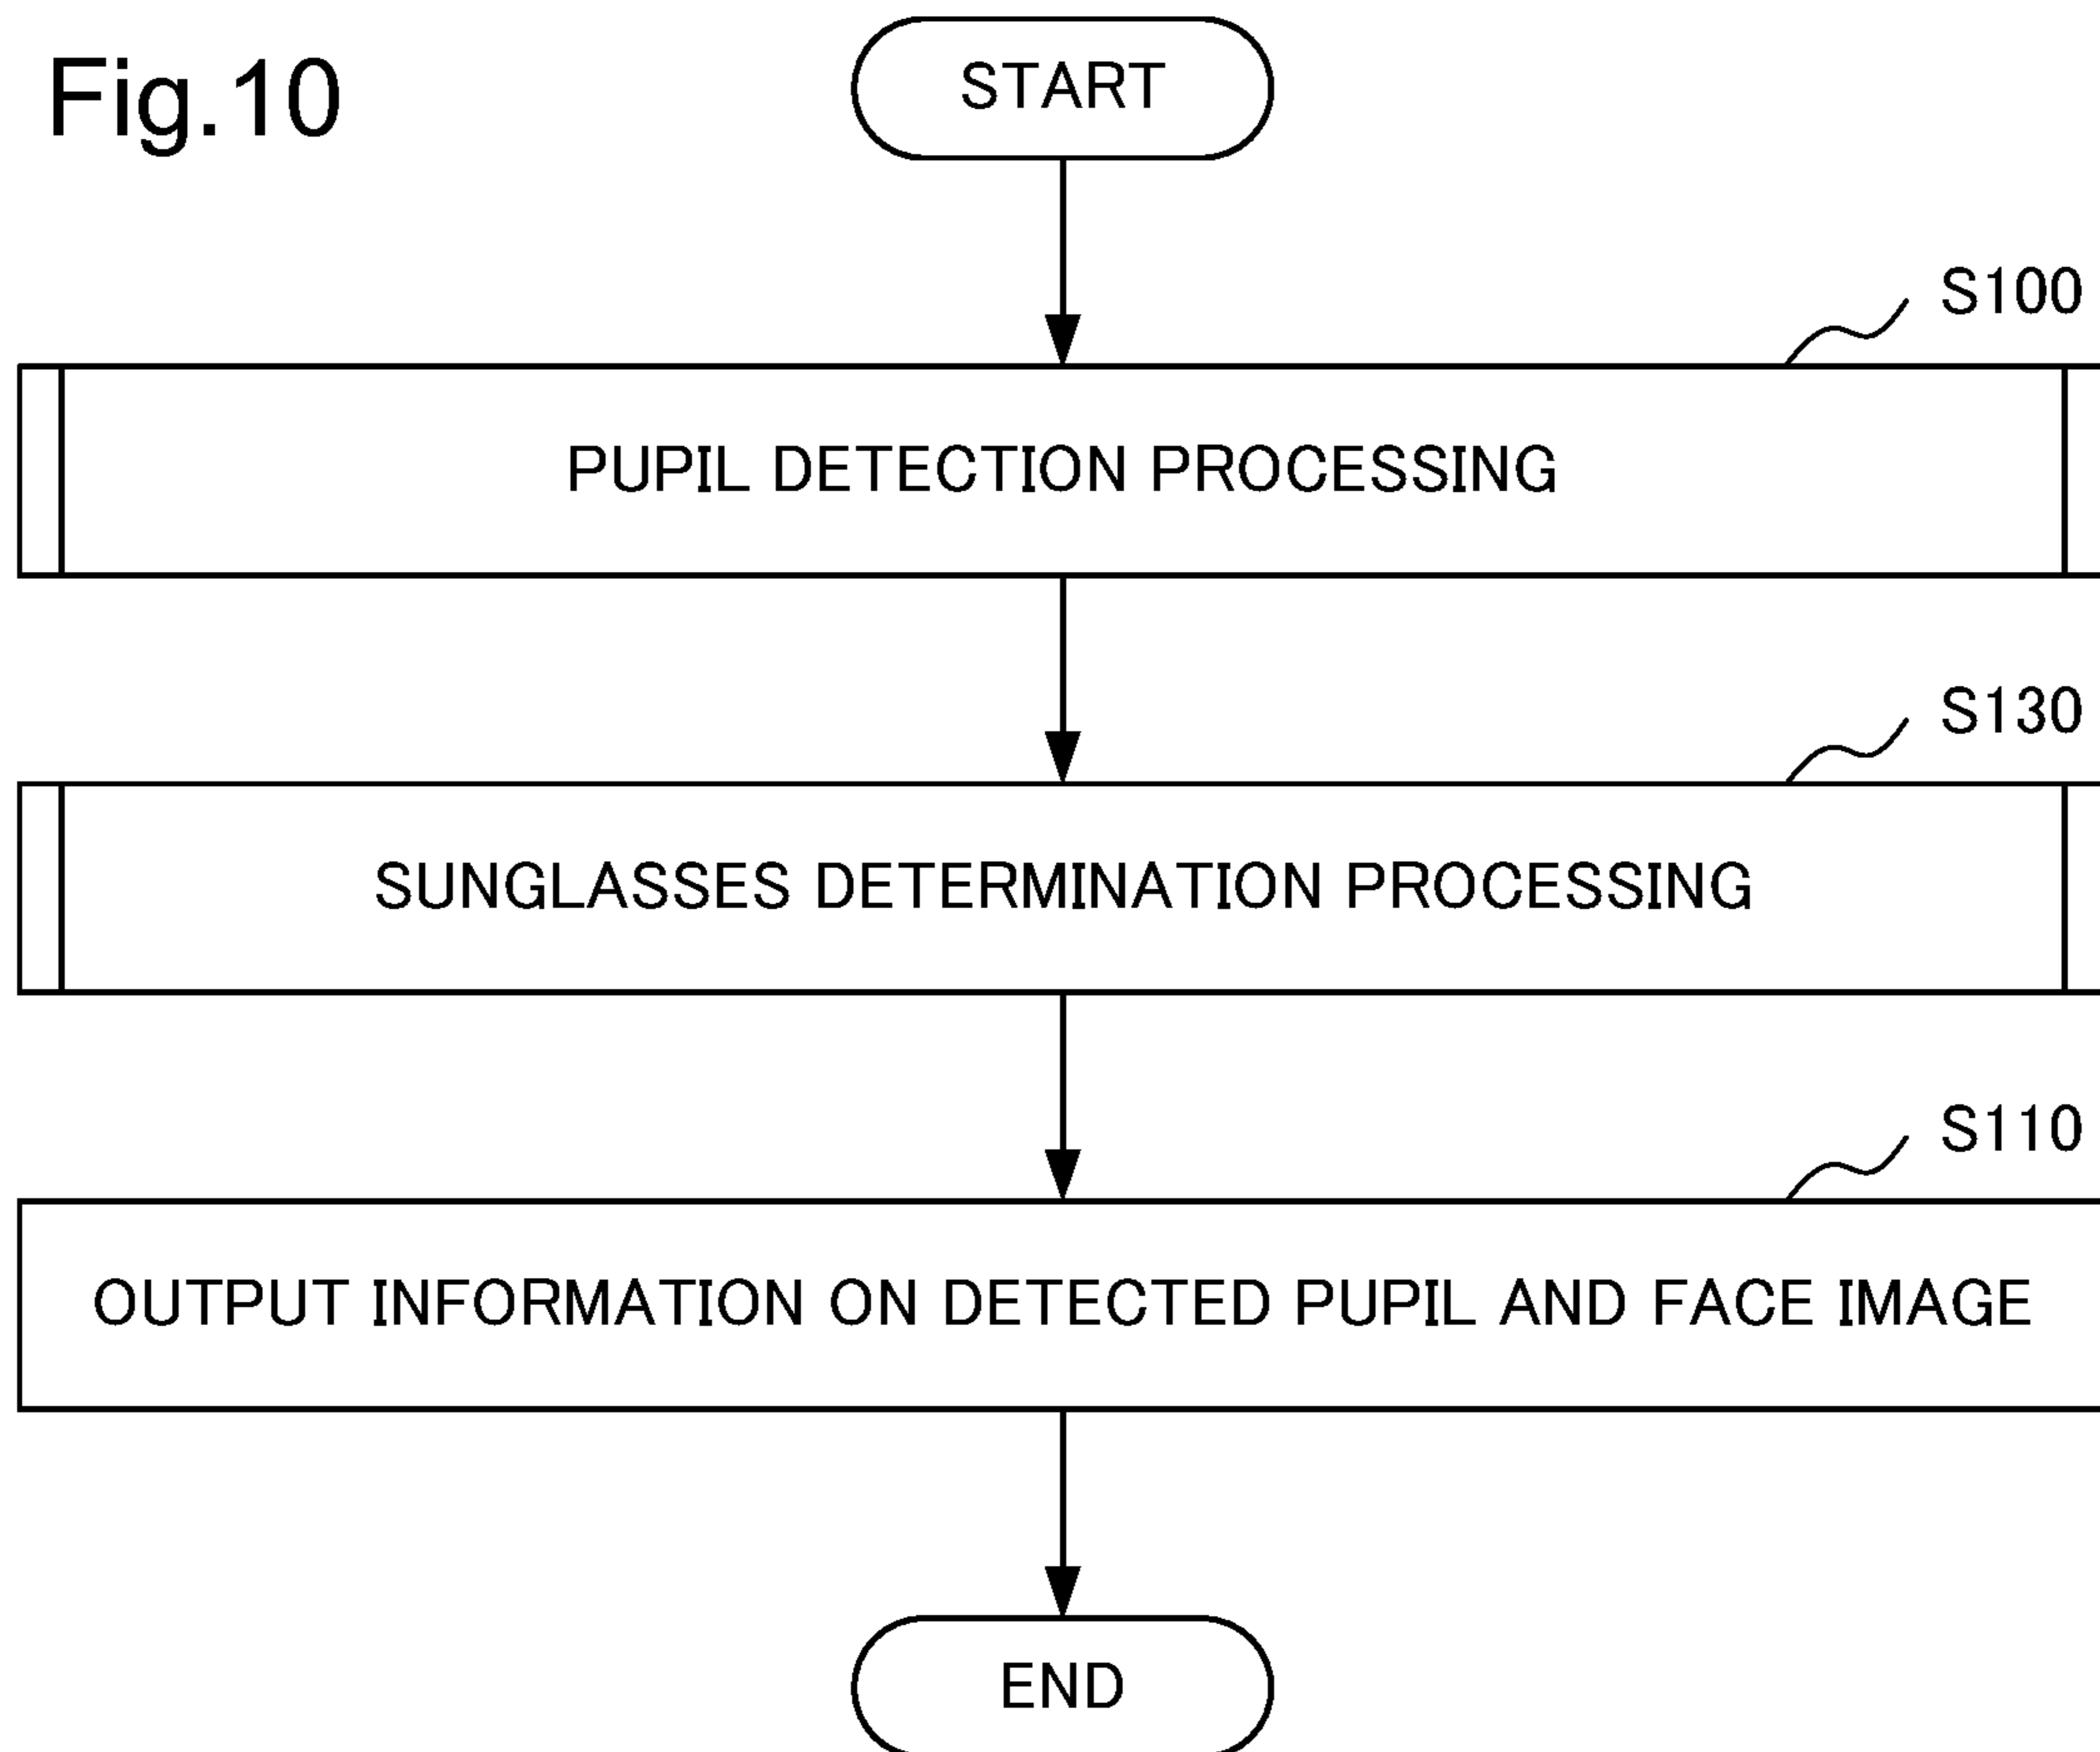 Fig.10
START
S100
PUPIL DETECTION PROCESSING
S130
SUNGLASSES DETERMINATION PROCESSING
S110
OUTPUT INFORMATION ON DETECTED PUPIL AND FACE IMAGE
END